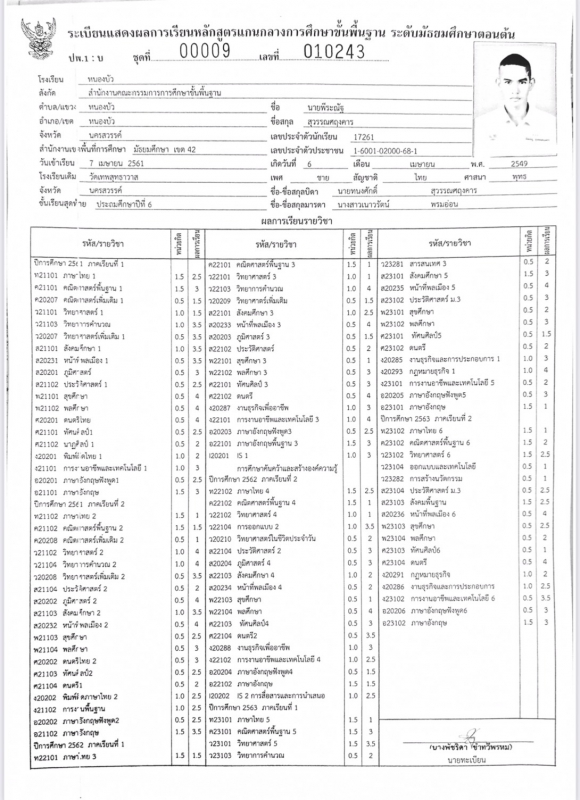 ระเบียนแสดงผลการเรียนหลักสูตรแกนกลางการศึกษาขั้นพื้นฐาน ระดับมัธยมศึกษาตอนต้น
ปพ.1 : บ ชุดที่ 00009 เลขที่ 010243
โรงเรียน ทนองบัว
สังกัด สำนักงานคณะกรรมการการศึกษาขั้นพื้นฐาน
ตำบล/แขวง ทนองบัว
อำเภอ/เขต ทนองบัว
จังหวัด นครสวรรค์
สำนักงานเขตพื้นที่การศึกษา มัธยมศึกษา เขต 42
วันเข้าเรียน 7 เมษายน 2561
โรงเรียนเดิม วัดเทพสุทธาวาส
จังหวัด นครสวรรค์
ชั้นเรียนสุดท้าย ประถมศึกษาปีที่ 6
ชื่อ นายพีระณัฐ
ชื่อสกุล สุวรรณศฤงคาร
เลขประจำตัวนักเรียน 17261
เลขประจำตัวประชาชน 1-6001-02000-68-1
เกิดวันที่ 6 เดือน เมษายน พ.ศ. 2549
เพศ ชาย สัญชาติ ไทย ศาสนา พุทธ
ชื่อ-ชื่อสกุลบิดา นายทนงศักดิ์ สุวรรณศฤงคาร
ชื่อ-ชื่อสกุลมารดา นางสาวเนาวรัตน์ พรมอ่อน
ผลการเรียนรายวิชา
รหัส/รายวิชา หน่วยกิต ผลการเรียน
ปีการศึกษา 2561 ภาคเรียนที่ 1
ท21101 ภาษาไทย 1 1.5 2.5
ค21101 คณิตศาสตร์พื้นฐาน 1 1.5 3
ค20207 คณิตศาสตร์เพิ่มเติม 1 0.5 1.5
ว21101 วิทยาศาสตร์ 1 1.0 3.5
ว21103 วิทยาการคำนวณ 1.0 3.5
ว20207 วิทยาศาสตร์เพิ่มเติม 1 0.5 3.5
ส21101 สังคมศึกษา 1 1.0 3.5
ส20231 หน้าที่พลเมือง 1 0.5 3.5
ส20201 ภูมิศาสตร์ 0.5 3
ส21102 ประวัติศาสตร์ 1 0.5 2.5
พ21101 สุขศึกษา 0.5 4
พ21102 พลศึกษา 0.5 4
ศ20201 ดนตรีไทย 0.5 4
ศ21101 ทัศนศิลป์1 0.5 2.5
ศ21102 นาฏศิลป์ 1 0.5 2
ง20201 พิมพ์ดีดไทย 1 1.0 2
ง21101 การงานอาชีพและเทคโนโลยี 1 1.0 3
อ20201 ภาษาอังกฤษฟังพูด1 0.5 2.5
อ21101 ภาษาอังกฤษ 1.5 3
ปีการศึกษา 2561 ภาคเรียนที่ 2
ท21102 ภาษาไทย 2 1.5 1
ค21102 คณิตศาสตร์พื้นฐาน 2 1.5 1.5
ค20208 คณิตศาสตร์เพิ่มเติม 2 0.5 1
ว21102 วิทยาศาสตร์ 2 1.0 4
ว21104 วิทยาการคำนวณ 2 1.0 4
ว20208 วิทยาศาสตร์เพิ่มเติม 2 0.5 3.5
ส21104 ประวัติศาสตร์ 2 0.5 2
ส20202 ภูมิศาสตร์ 2 0.5 4
ส21103 สังคมศึกษา 2 1.0 3.5
ส20232 หน้าที่พลเมือง 2 0.5 4
พ21103 สุขศึกษา 0.5 2.5
พ21104 พลศึกษา 0.5 3
ศ20202 ดนตรีไทย 2 0.5 3
ศ21103 ทัศนศิลป์2 0.5 2.5
ศ21104 ดนตรี1 0.5 2
ง20202 พิมพ์ดีดภาษาไทย 2 1.0 2.5
ง21102 การงานพื้นฐาน 1.0 2.5
อ20202 ภาษาอังกฤษฟังพูด2 0.5 2.5
อ21102 ภาษาอังกฤษ 1.5 3.5
ปีการศึกษา 2562 ภาคเรียนที่ 1
ท22101 ภาษาไทย 3 1.5 1.5
รหัส/รายวิชา หน่วยกิต ผลการเรียน
ค22101 คณิตศาสตร์พื้นฐาน 3 1.5 1
ว22101 วิทยาศาสตร์ 3 1.0 1
ว22103 วิทยาการคำนวณ 1.0 4
ว20209 วิทยาศาสตร์เพิ่มเติม 0.5 1.5
ส22101 สังคมศึกษา 3 1.0 2.5
ส20233 หน้าที่พลเมือง 3 0.5 4
ส20203 ภูมิศาสตร์ 3 0.5 1.5
ส22102 ประวัติศาสตร์ 0.5 2
พ22101 สุขศึกษา 3 0.5 1
พ22102 พลศึกษา 3 0.5 3
ศ22101 ทัศนศิลป์ 3 0.5 3
ศ22102 ดนตรี 0.5 4
ง20287 งานธุรกิจเพื่ออาชีพ 1.0 3
ง22101 การงานอาชีพและเทคโนโลยี 3 1.0 4
อ20203 ภาษาอังกฤษฟังพูด3 0.5 2.5
อ22101 ภาษาอังกฤษพื้นฐาน 3 1.5 3
I20201 IS 1 1.0 3
การศึกษาค้นคว้าและสร้างองค์ความรู้
ปีการศึกษา 2562 ภาคเรียนที่ 2
ท22102 ภาษาไทย 4 1.5 2.5
ค22102 คณิตศาสตร์พื้นฐาน 4 1.5 1
ว22102 วิทยาศาสตร์ 4 1.0 1
ว22104 การออกแบบ 2 1.0 3.5
ว20210 วิทยาศาสตร์ในชีวิตประจำวัน 0.5 2
ส22104 ประวัติศาสตร์ 4 0.5 3
ส20204 ภูมิศาสตร์ 4 0.5 3
ส22103 สังคมศึกษา 4 1.0 2
ส20234 หน้าที่พลเมือง 4 0.5 2
พ22103 สุขศึกษา 0.5 1
พ22104 พลศึกษา 0.5 4
ศ22103 ทัศนศิลป์4 0.5 3
ศ22104 ดนตรี2 0.5 3.5
ง20288 งานธุรกิจเพื่ออาชีพ 1.0 3
ง22102 การงานอาชีพและเทคโนโลยี 4 1.0 2.5
อ20204 ภาษาอังกฤษฟังพูด4 0.5 1.5
อ22102 ภาษาอังกฤษ 1.5 1.5
I20202 IS 2 การสื่อสารและการนำเสนอ 1.0 2.5
ปีการศึกษา 2563 ภาคเรียนที่ 1
ท23101 ภาษาไทย 5 1.5 1
ค23101 คณิตศาสตร์พื้นฐาน 5 1.5 3
ว23101 วิทยาศาสตร์ 5 1.5 3.5
ว23103 วิทยาการคำนวณ 0.5 2
รหัส/รายวิชา หน่วยกิต ผลการเรียน
ว23281 สารสนเทศ 3 0.5 2
ส23101 สังคมศึกษา 5 1.5 3
ส20235 หน้าที่พลเมือง 5 0.5 4
ส23102 ประวัติศาสตร์ ม.3 0.5 3
พ23101 สุขศึกษา 0.5 2
พ23102 พลศึกษา 0.5 3
ศ23101 ทัศนศิลป์5 0.5 1.5
ศ23102 ดนตรี 0.5 2
ง20285 งานธุรกิจและการประกอบการ 1 1.0 3
ง20293 กฎหมายธุรกิจ 1 1.0 4
ง23101 การงานอาชีพและเทคโนโลยี 5 0.5 2
อ20205 ภาษาอังกฤษฟังพูด5 0.5 3
อ23101 ภาษาอังกฤษ 1.5 1
ปีการศึกษา 2563 ภาคเรียนที่ 2
ท23102 ภาษาไทย 6 1.5 1
ค23102 คณิตศาสตร์พื้นฐาน 6 1.5 2
ว23102 วิทยาศาสตร์ 6 1.5 2.5
ว23104 ออกแบบและเทคโนโลยี 0.5 1
ว23282 การสร้างนวัตกรรม 0.5 1
ส23104 ประวัติศาสตร์ ม.3 0.5 2.5
ส23103 สังคมพื้นฐาน 1.5 2.5
ส20236 หน้าที่พลเมือง 6 0.5 4
พ23103 สุขศึกษา 0.5 2.5
พ23104 พลศึกษา 0.5 2
ศ23103 ทัศนศิลป์6 0.5 1
ศ23104 ดนตรี 0.5 4
ง20291 กฎหมายธุรกิจ 1.0 2
ง20286 งานธุรกิจและการประกอบการ 1.0 2.5
ง23102 การงานอาชีพและเทคโนโลยี 6 0.5 3.5
อ20206 ภาษาอังกฤษฟังพูด6 0.5 3
อ23102 ภาษาอังกฤษ 1.5 3
(นางพัชริดา ช่ำทวีพรหม)
นายทะเบียน